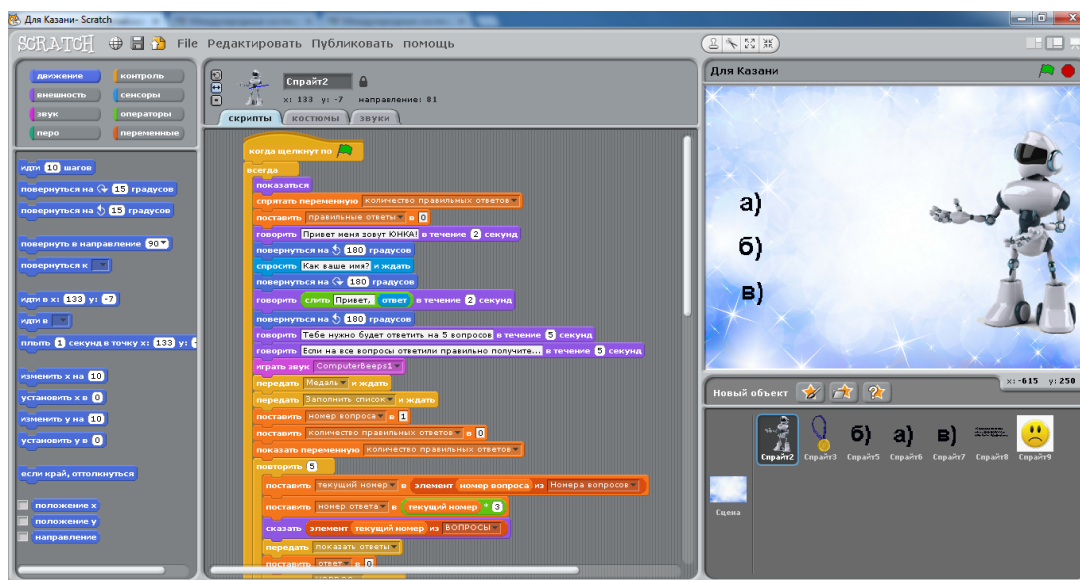 Для Казани- Scratch
SCRATCH File Редактировать Публиковать помощь
движение контроль
внешность сенсоры
звук операторы
перо переменные
идти 10 шагов
повернуться на 15 градусов
повернуться на 15 градусов
повернуть в направление 90
повернуться к
идти в x: 133 y: -7
идти в
плыть 1 секунд в точку x: 133 y:
изменить x на 10
установить x в 0
изменить y на 10
установить y в 0
если край, оттолкнуться
положение x
положение y
направление
Спрайт2
x: 133 y: -7 направление: 81
скрипты костюмы звуки
когда щелкнут по
всегда
показаться
спрятать переменную количество правильных ответов
поставить правильные ответы в 0
говорить Привет меня зовут ЮНКА! в течение 2 секунд
повернуться на 180 градусов
спросить Как ваше имя? и ждать
повернуться на 180 градусов
говорить слить Привет, ответ в течение 2 секунд
повернуться на 180 градусов
говорить Тебе нужно будет ответить на 5 вопросов в течение 5 секунд
говорить Если на все вопросы ответили правильно получите... в течение 5 секунд
играть звук ComputerBeeps1
передать Медаль и ждать
передать Заполнить список и ждать
поставить номер вопроса в 1
поставить количество правильных ответов в 0
показать переменную количество правильных ответов
повторить 5
поставить текущий номер в элемент номер вопроса из Номера вопросов
поставить номер ответа в текущий номер * 3
сказать элемент текущий номер из ВОПРОСЫ
передать показать ответы
поставить ответ в 0
Для Казани
а)
б)
в)
x: -615 y: 250
Новый объект
б) а) в)
Спрайт2 Спрайт3 Спрайт5 Спрайт6 Спрайт7 Спрайт8 Спрайт9
Сцена